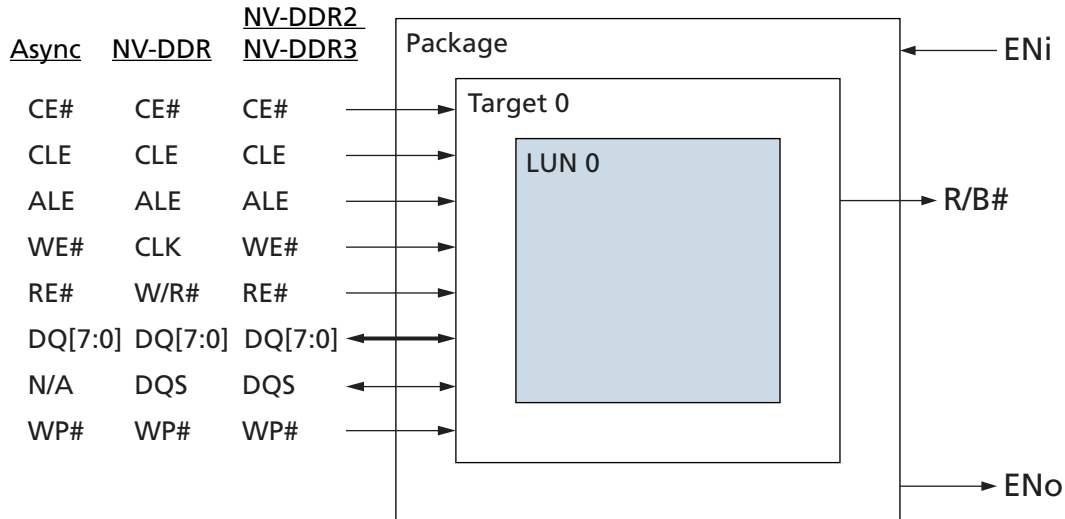 NV-DDR2
Async NV-DDR NV-DDR3 Package ENi
CE# CE# CE# Target 0
CLE CLE CLE LUN 0
ALE ALE ALE R/B#
WE# CLK WE#
RE# W/R# RE#
DQ[7:0] DQ[7:0] DQ[7:0]
N/A DQS DQS
WP# WP# WP#
ENo